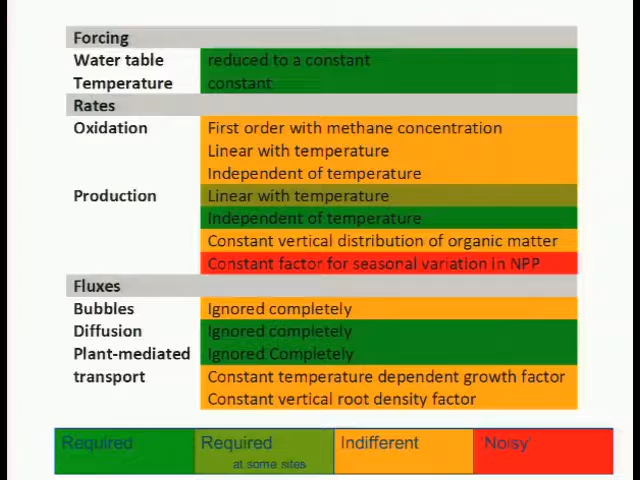 Forcing
Water table reduced to a constant
Temperature constant
Rates
Oxidation First order with methane concentration
Linear with temperature
Independent of temperature
Production Linear with temperature
Independent of temperature
Constant vertical distribution of organic matter
Constant factor for seasonal variation in NPP
Fluxes
Bubbles Ignored completely
Diffusion Ignored completely
Plant-mediated Ignored Completely
transport Constant temperature dependent growth factor
Constant vertical root density factor
Required Required Indifferent 'Noisy'
at some sites